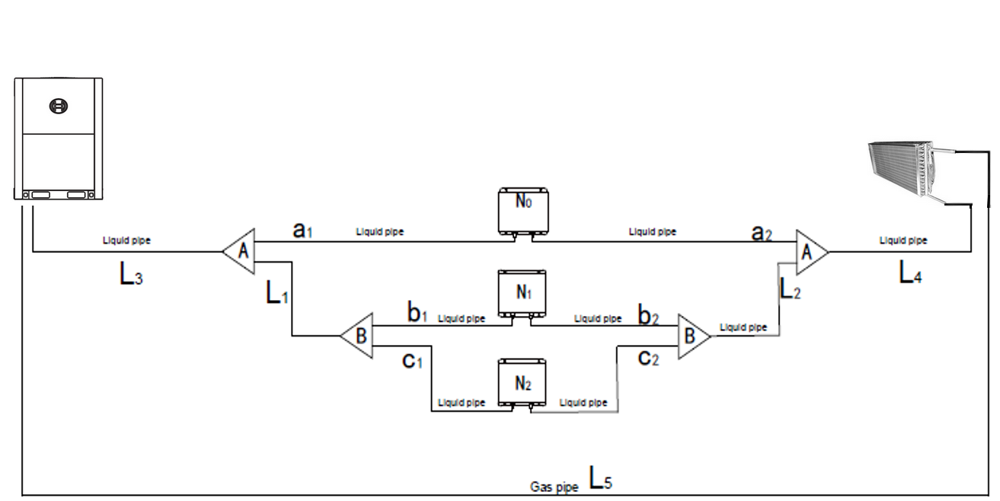 N0
a1
Liquid pipe
Liquid pipe
a2
Liquid pipe
A
A
Liquid pipe
L3
L4
L1
N1
L2
b1
Liquid pipe
Liquid pipe
b2
Liquid pipe
B
B
c1
c2
N2
Liquid pipe
Liquid pipe
Gas pipe L5